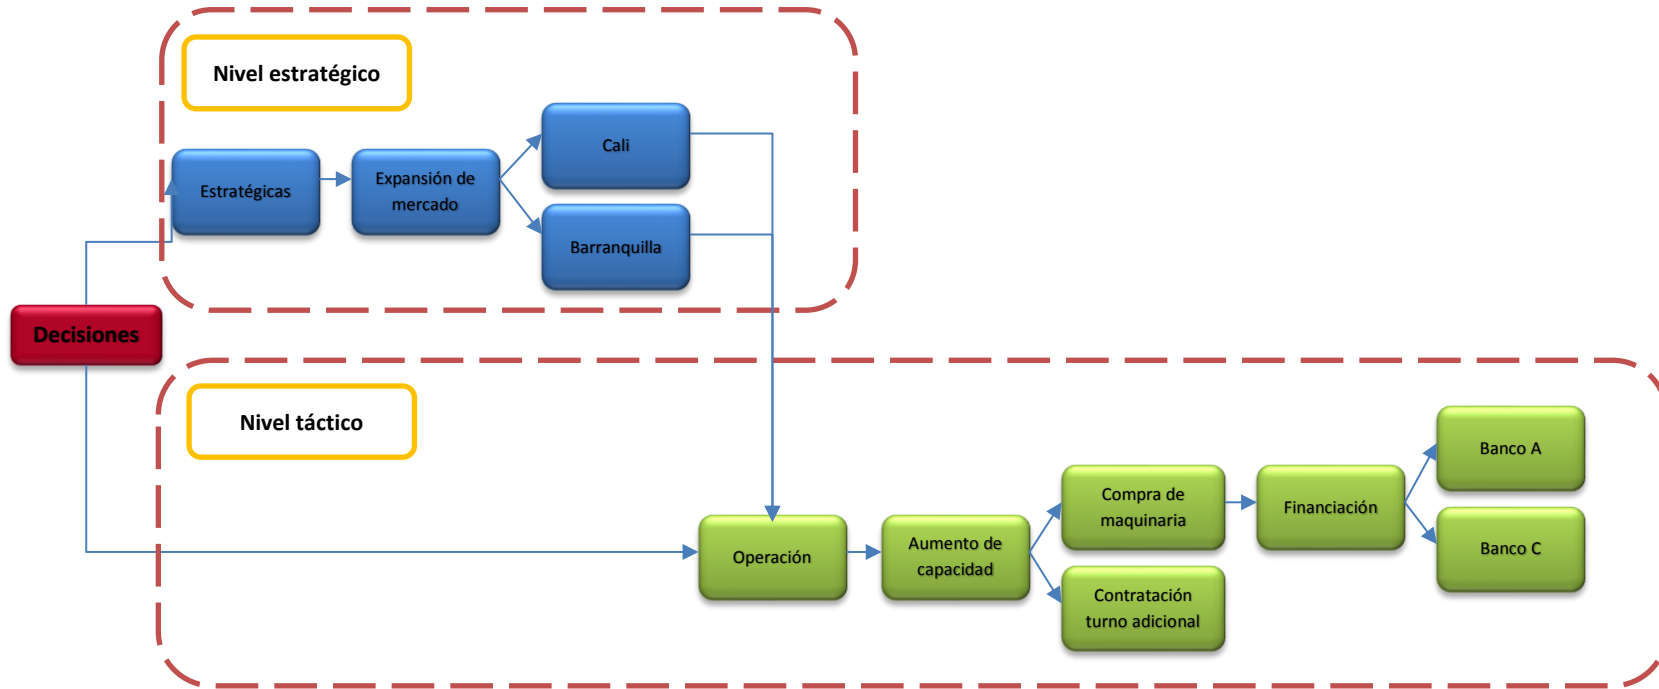 Nivel estratégico
Estratégicas
Expansión de
mercado
Cali
Barranquilla
Decisiones
Nivel táctico
Operación
Aumento de
capacidad
Compra de
maquinaria
Contratación
turno adicional
Financiación
Banco A
Banco C